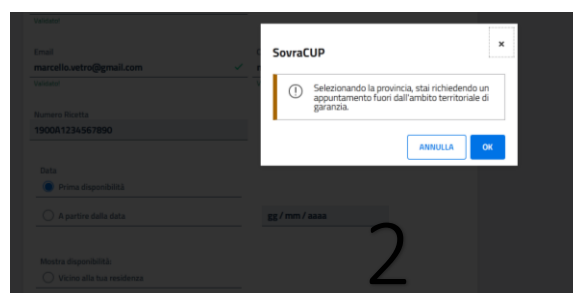 Valido!
Email
marcello.vetro@gmail.com
Valido!
Numero Ricetta
1900A1234567890
Data
Prima disponibilità
A partire dalla data
gg / mm / aaaa
Mostra disponibilità:
Vicino alla tua residenza
SovraCUP
×
Selezionando la provincia, stai richiedendo un
appuntamento fuori dall'ambito territoriale di
garanzia.
ANNULLA
OK
2